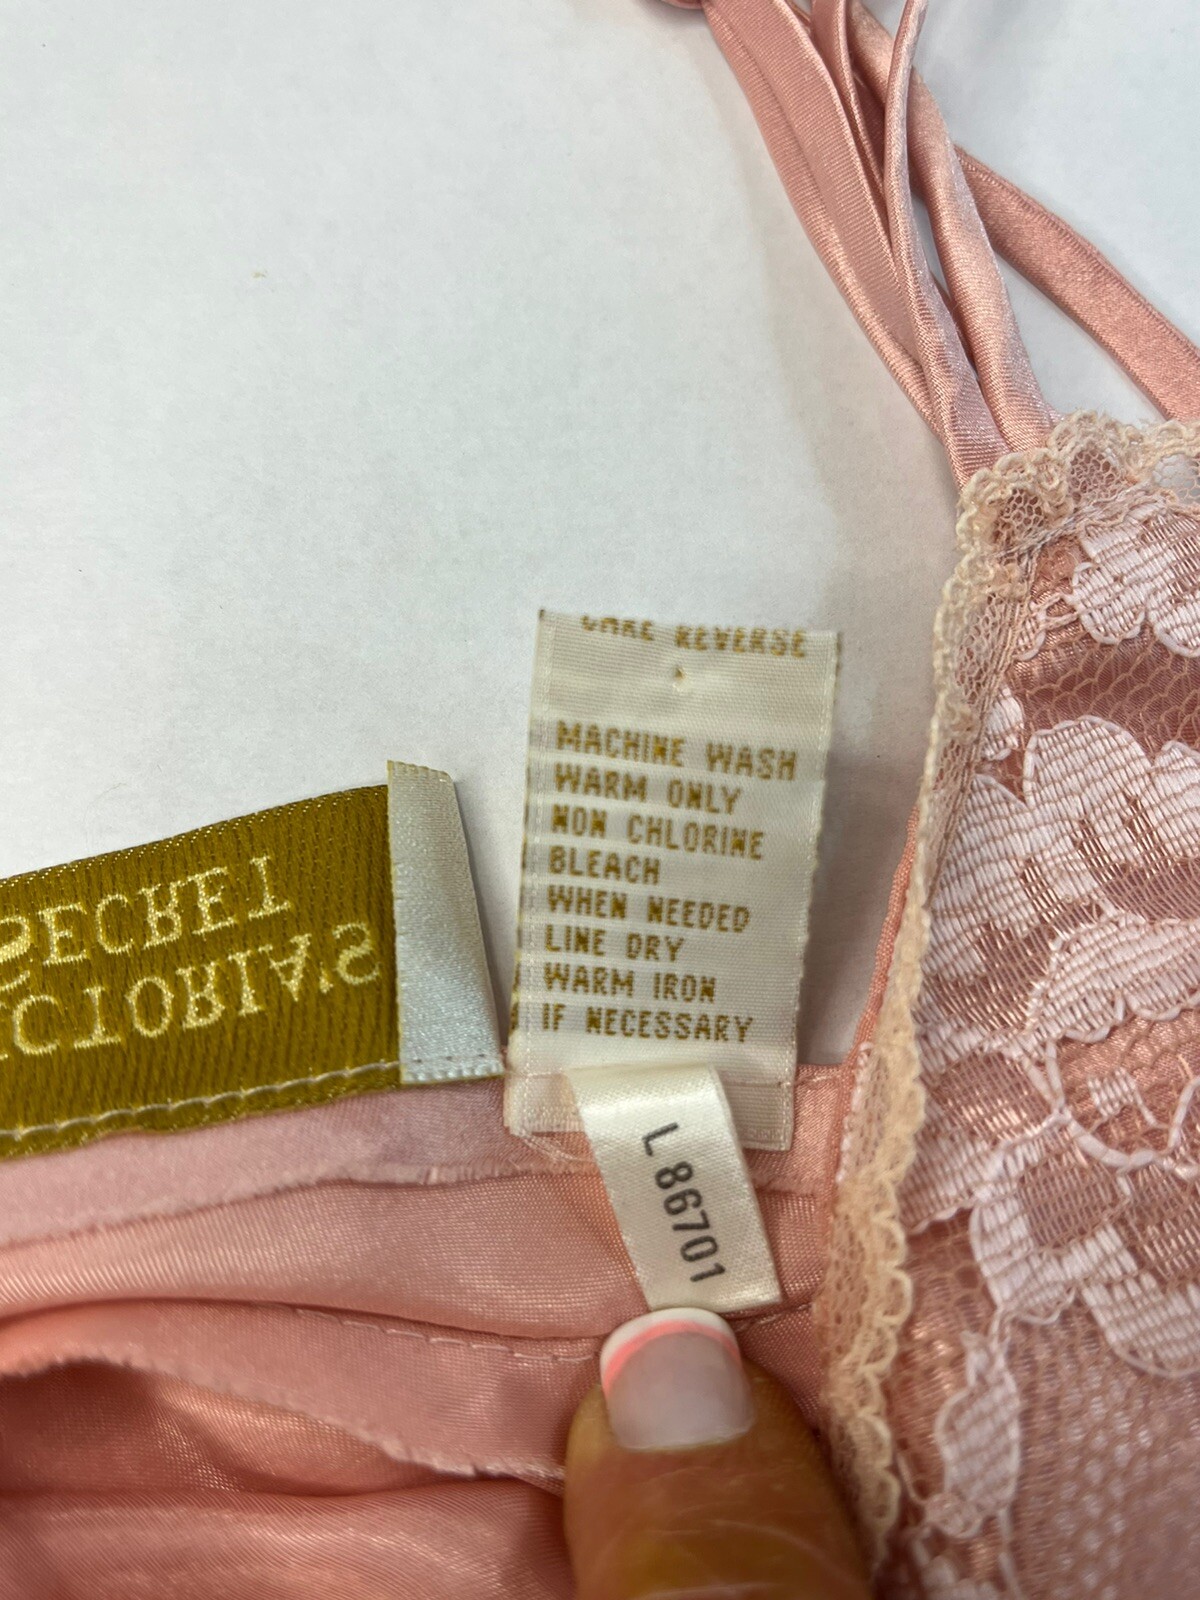 CARE REVERSE
MACHINE WASH
WARM ONLY
NON CHLORINE
BLEACH
WHEN NEEDED
LINE DRY
WARM IRON
IF NECESSARY
VICTORIA'S
SECRET
L 86701